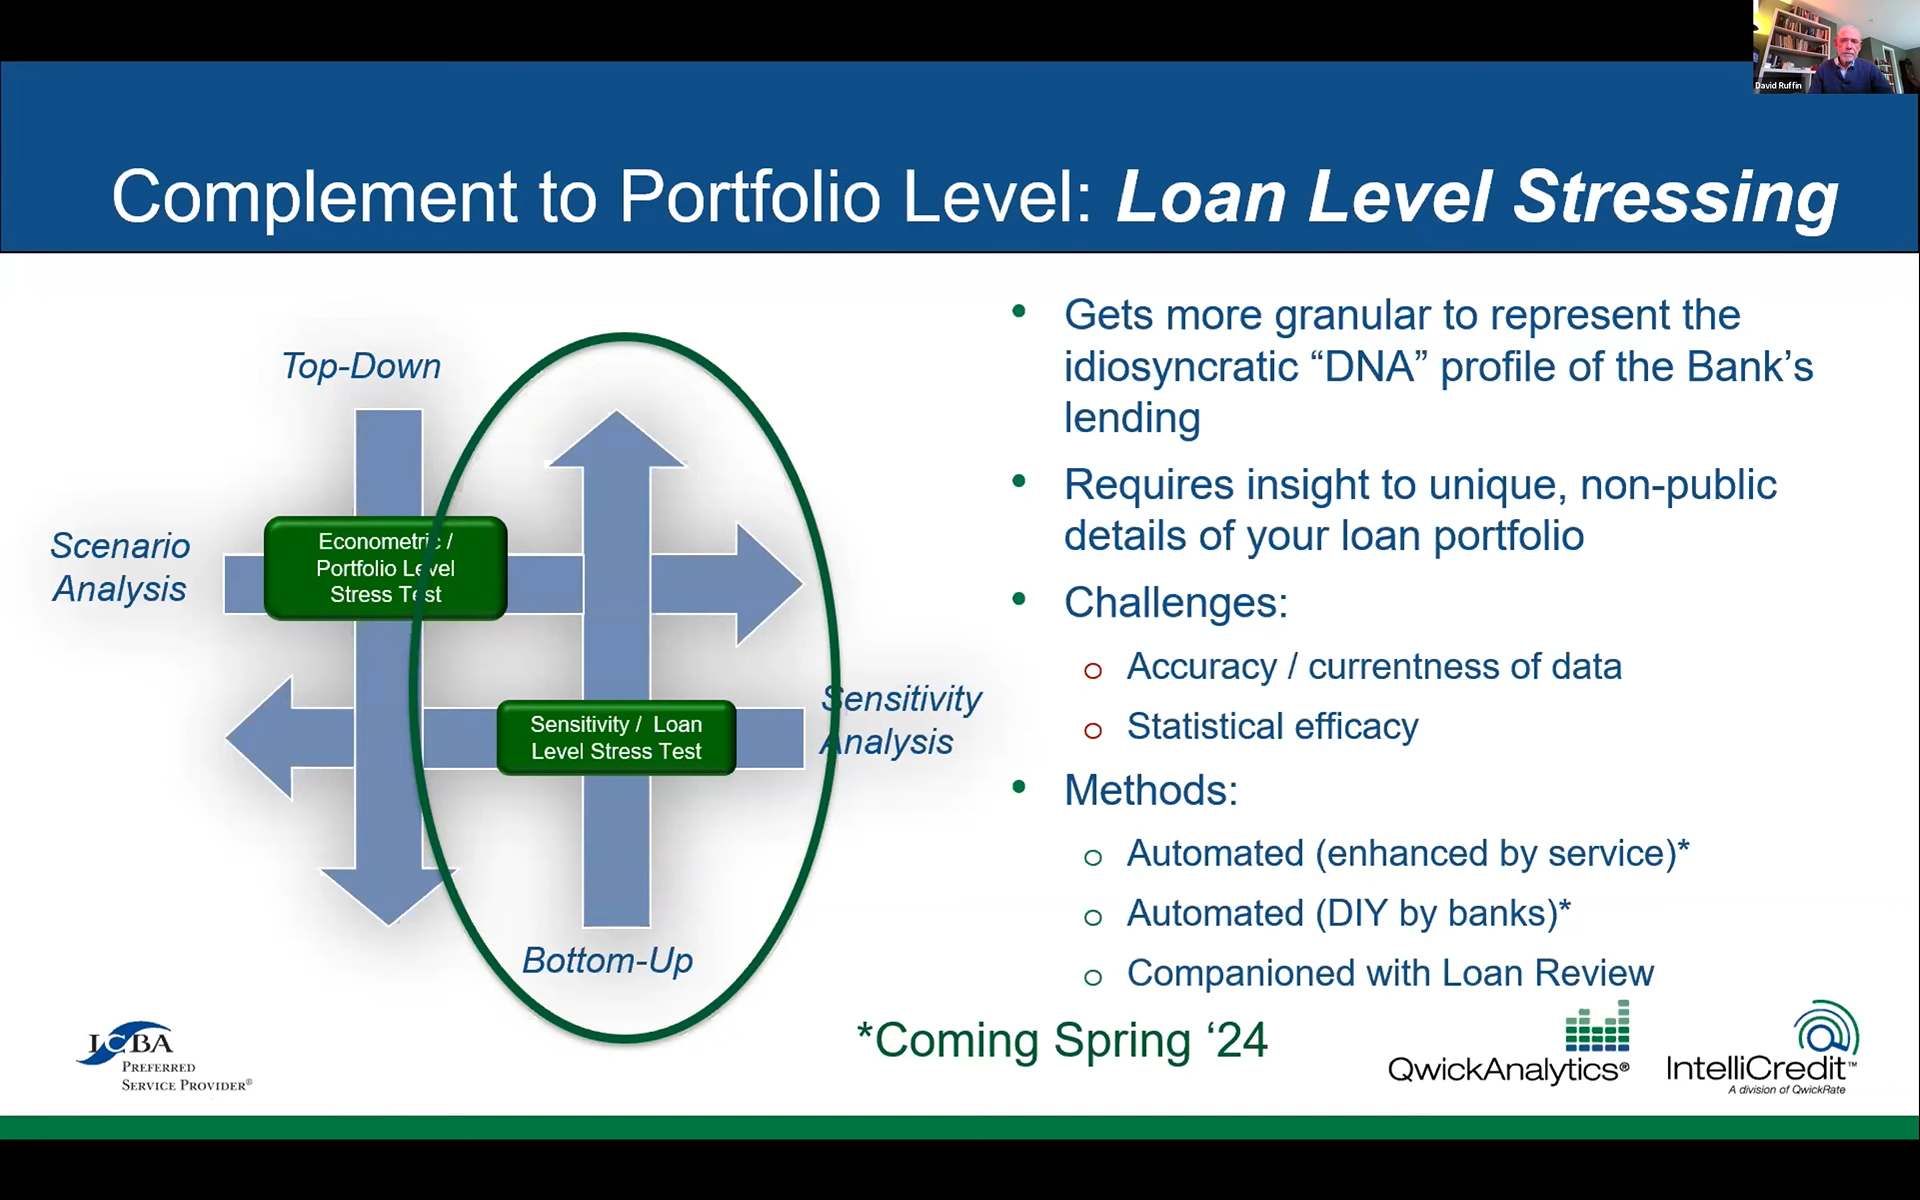 David Ruffin
Complement to Portfolio Level: Loan Level Stressing
Top-Down
Scenario
Analysis
Econometric /
Portfolio Level
Stress Test
Sensitivity / Loan
Level Stress Test
Sensitivity
Analysis
Bottom-Up
• Gets more granular to represent the
idiosyncratic “DNA” profile of the Bank’s
lending
• Requires insight to unique, non-public
details of your loan portfolio
• Challenges:
o Accuracy / currentness of data
o Statistical efficacy
• Methods:
o Automated (enhanced by service)*
o Automated (DIY by banks)*
o Companioned with Loan Review
*Coming Spring ‘24
ICBA
PREFERRED
SERVICE PROVIDER®
QwickAnalytics®
IntelliCredit™
A division of QwickRate